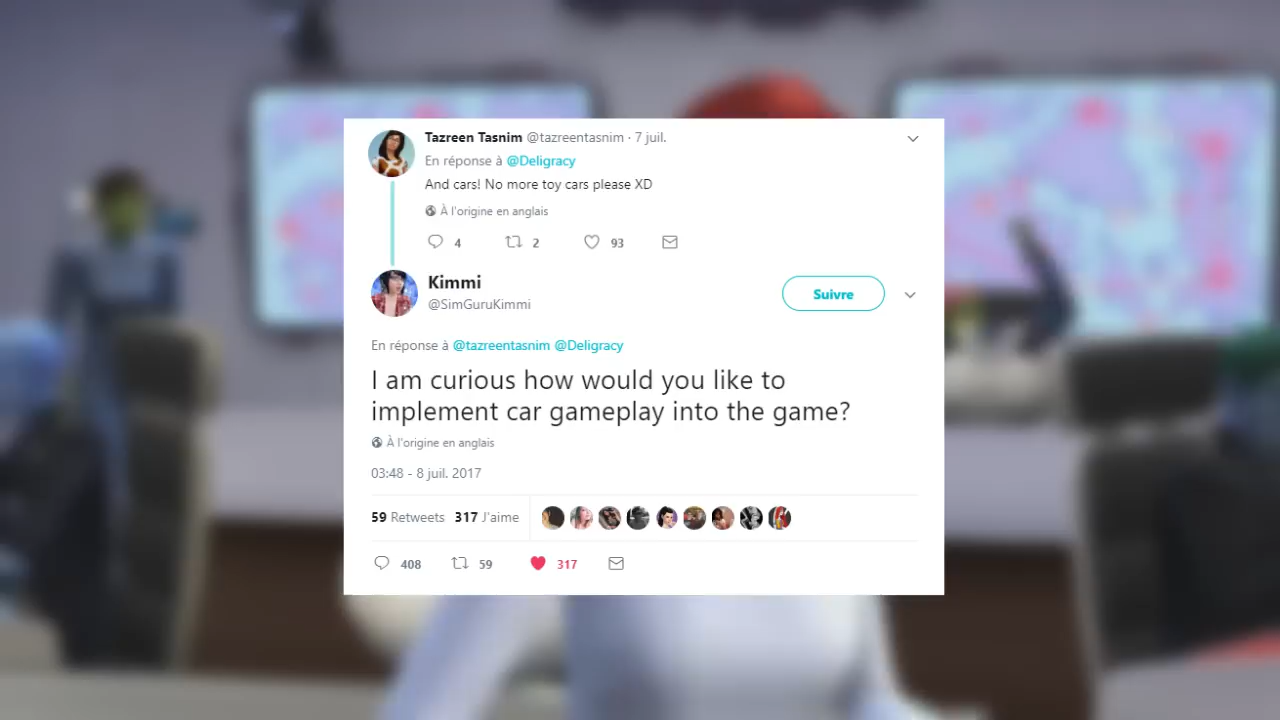 Tazreen Tasnim @tazreentasnim · 7 juil.
En réponse à @Deligracy
And cars! No more toy cars please XD
À l'origine en anglais
4 2 93
Kimmi
@SimGuruKimmi
Suivre
En réponse à @tazreentasnim @Deligracy
I am curious how would you like to
implement car gameplay into the game?
À l'origine en anglais
03:48 - 8 juil. 2017
59 Retweets 317 J'aime
408 59 317